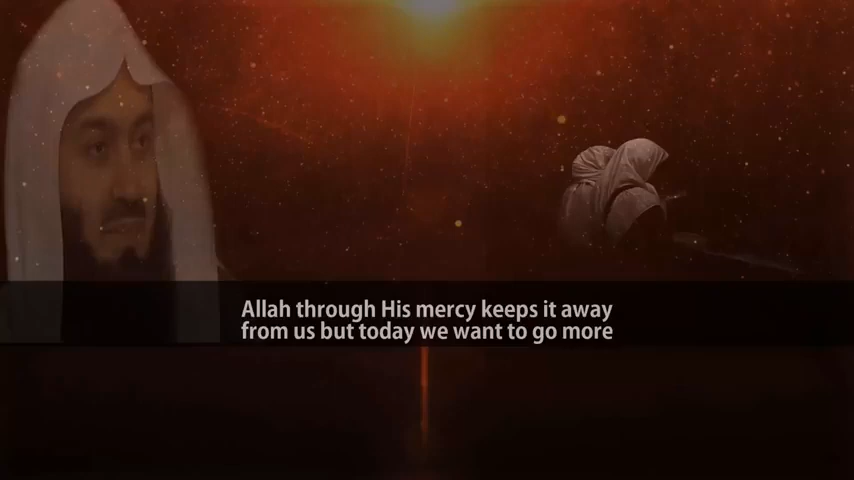 Allah through His mercy keeps it away
from us but today we want to go more